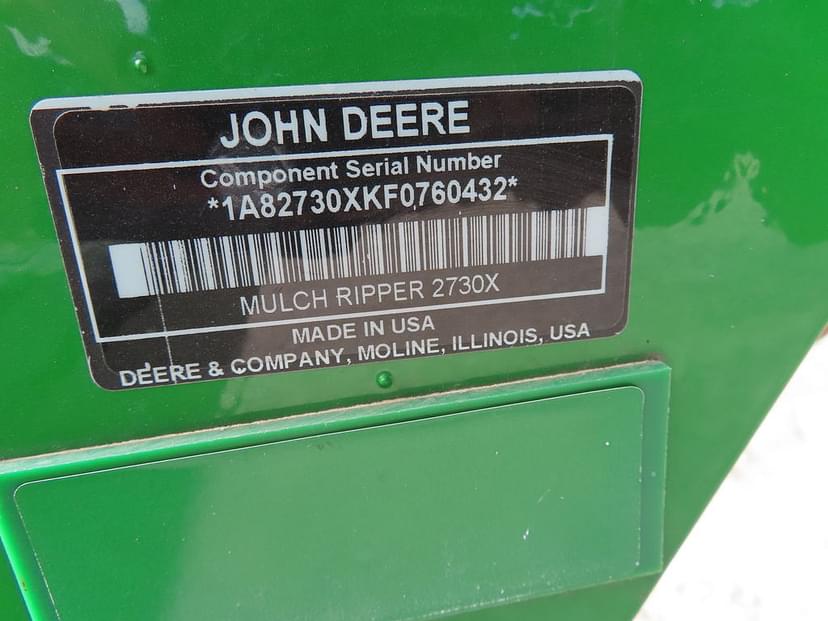 JOHN DEERE
Component Serial Number
*1A82730XKF0760432*
MULCH RIPPER 2730X
MADE IN USA
DEERE & COMPANY, MOLINE, ILLINOIS, USA